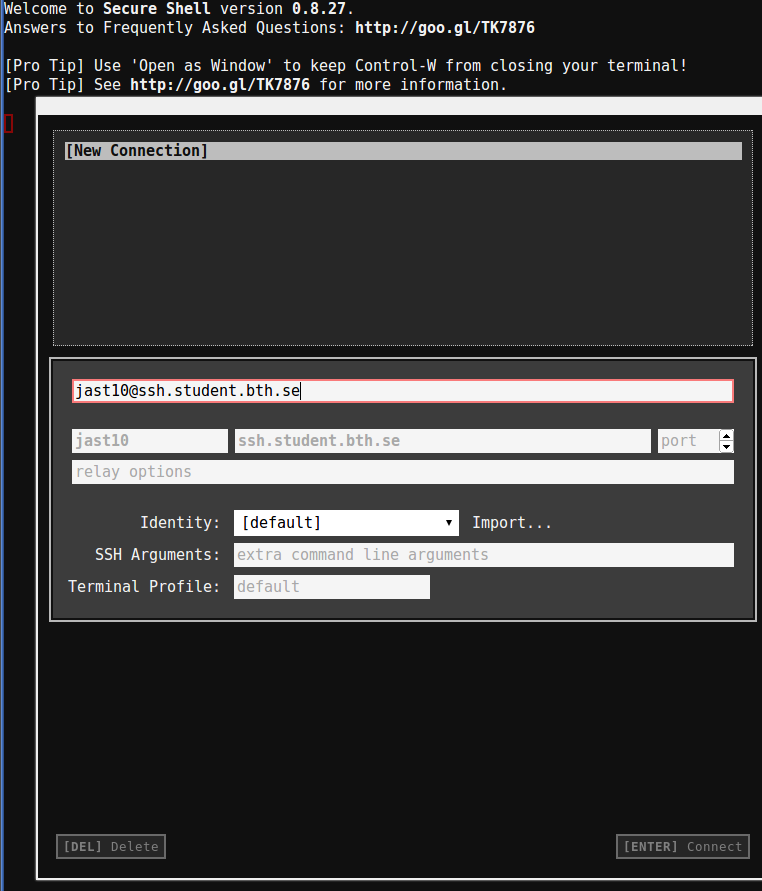 Welcome to Secure Shell version 0.8.27.
Answers to Frequently Asked Questions: http://goo.gl/TK7876
[Pro Tip] Use 'Open as Window' to keep Control-W from closing your terminal!
[Pro Tip] See http://goo.gl/TK7876 for more information.
[New Connection]
jast10@ssh.student.bth.se
jast10 ssh.student.bth.se port
relay options
Identity: [default] Import...
SSH Arguments: extra command line arguments
Terminal Profile: default
[DEL] Delete [ENTER] Connect